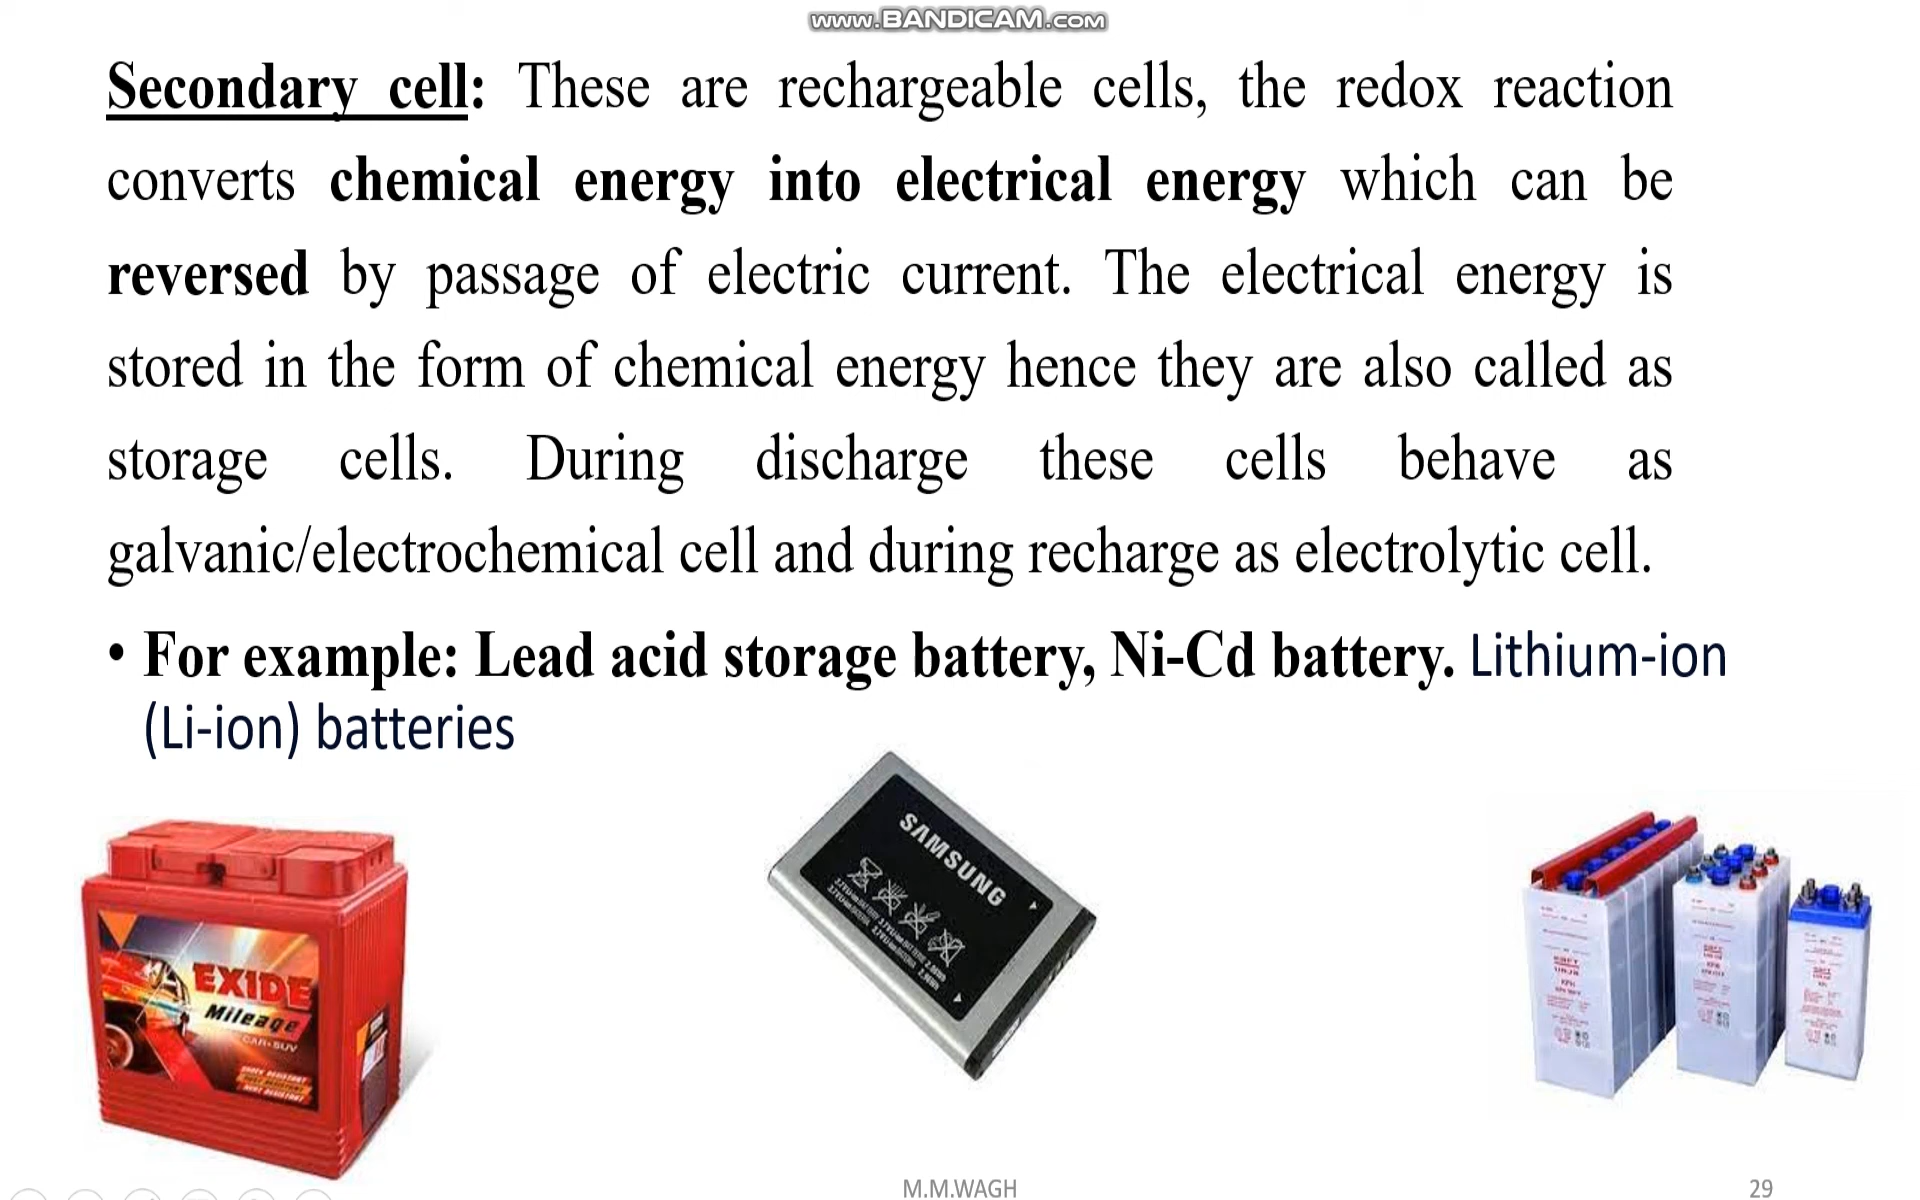 www.BANDICAM.com
Secondary cell: These are rechargeable cells, the redox reaction
converts chemical energy into electrical energy which can be
reversed by passage of electric current. The electrical energy is
stored in the form of chemical energy hence they are also called as
storage cells. During discharge these cells behave as
galvanic/electrochemical cell and during recharge as electrolytic cell.
• For example: Lead acid storage battery, Ni-Cd battery. Lithium-ion
(Li-ion) batteries
EXIDE
Mileage
CAR•SUV
SAMSUNG
M.M.WAGH
29